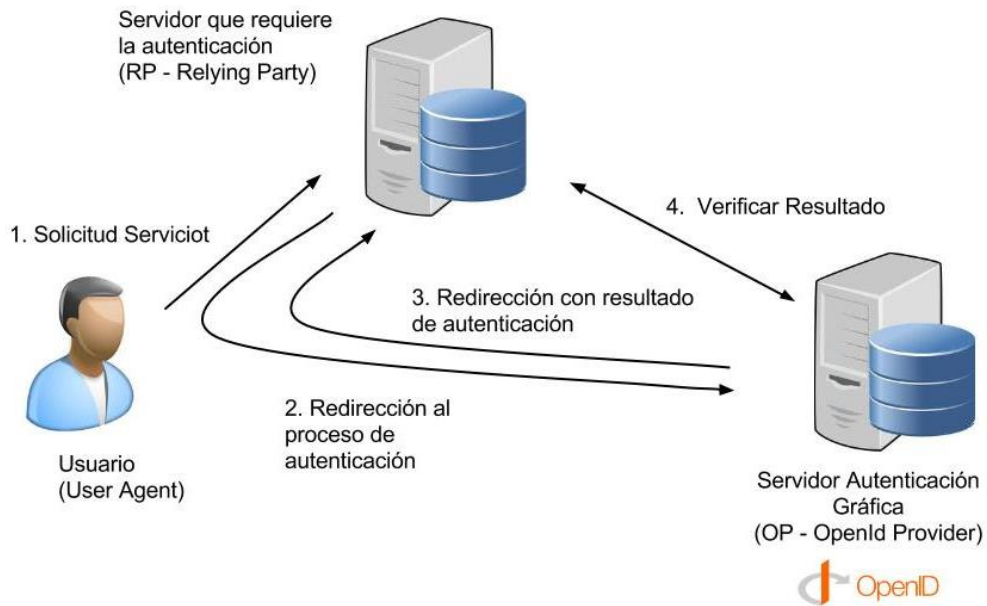 Servidor que requiere
la autenticación
(RP - Relying Party)
1. Solicitud Serviciot
4. Verificar Resultado
3. Redirección con resultado
de autenticación
2. Redirección al
proceso de
autenticación
Usuario
(User Agent)
Servidor Autenticación
Gráfica
(OP - OpenId Provider)
OpenID